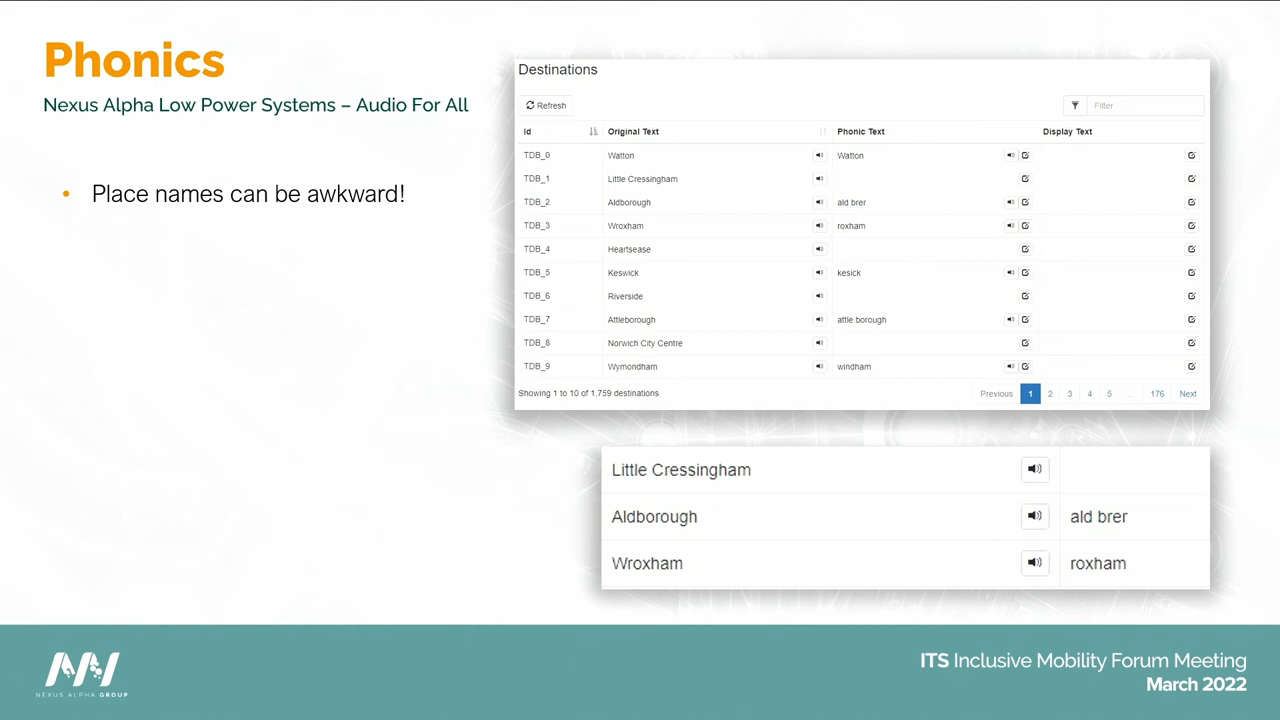 Phonics
Nexus Alpha Low Power Systems – Audio For All
• Place names can be awkward!
Destinations
Refresh
Filter
Id Original Text Phonic Text Display Text
TDB_0 Watton Watton
TDB_1 Little Cressingham
TDB_2 Aldborough ald brer
TDB_3 Wroxham roxham
TDB_4 Heartsease
TDB_5 Keswick kesick
TDB_6 Riverside
TDB_7 Attleborough attle borough
TDB_8 Norwich City Centre
TDB_9 Wymondham windham
Showing 1 to 10 of 1,759 destinations
Previous 1 2 3 4 5 ... 176 Next
Little Cressingham
Aldborough ald brer
Wroxham roxham
NEXUS ALPHA GROUP
ITS Inclusive Mobility Forum Meeting
March 2022